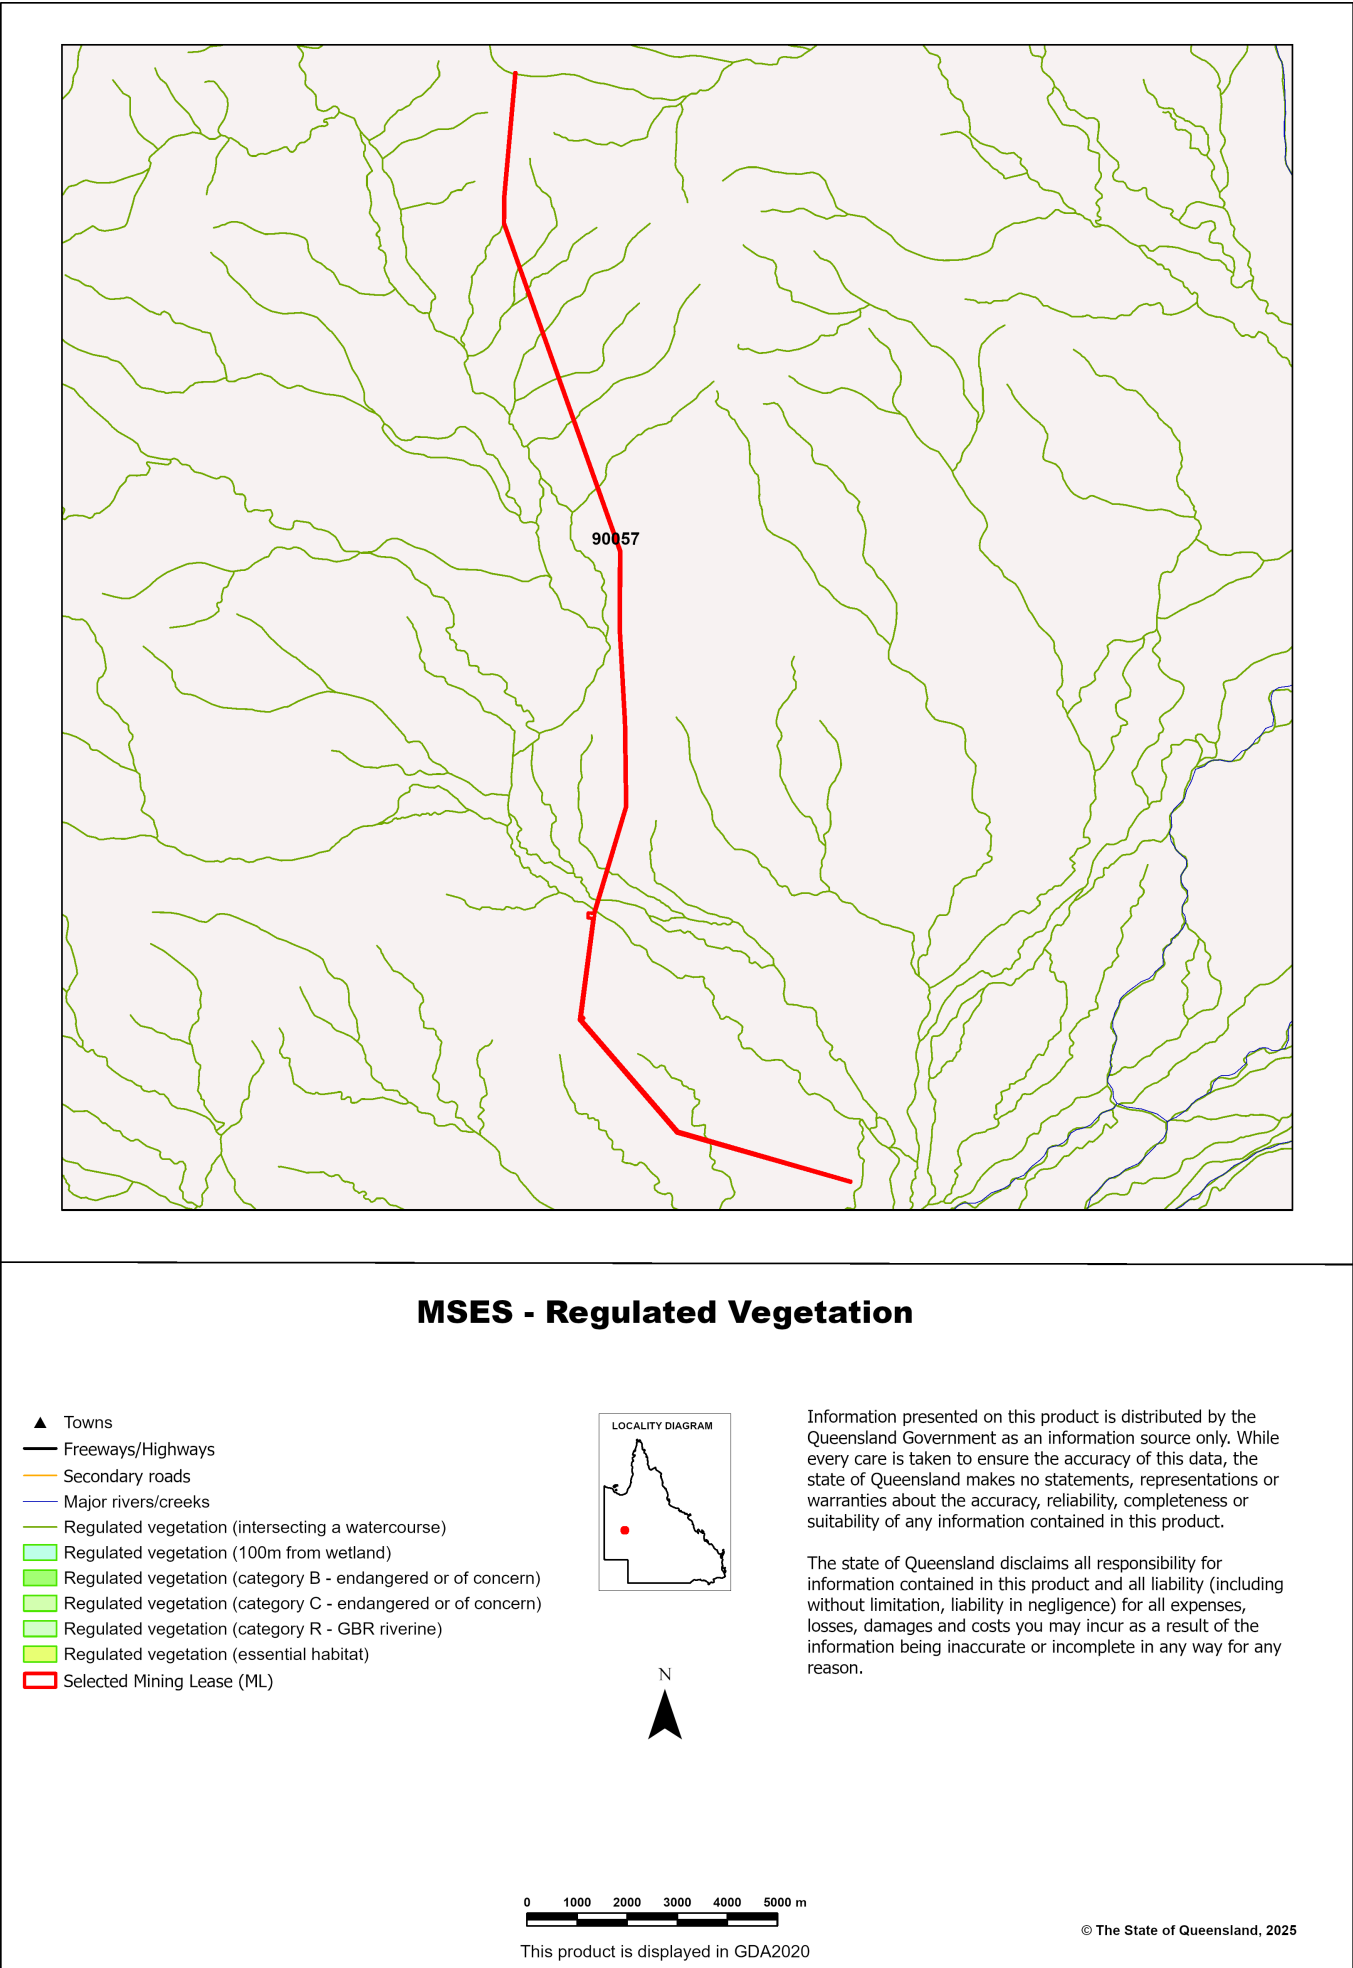 90057
MSES - Regulated Vegetation
Towns
Freeways/Highways
Secondary roads
Major rivers/creeks
Regulated vegetation (intersecting a watercourse)
Regulated vegetation (100m from wetland)
Regulated vegetation (category B - endangered or of concern)
Regulated vegetation (category C - endangered or of concern)
Regulated vegetation (category R - GBR riverine)
Regulated vegetation (essential habitat)
Selected Mining Lease (ML)
LOCALITY DIAGRAM
N
Information presented on this product is distributed by the
Queensland Government as an information source only. While
every care is taken to ensure the accuracy of this data, the
state of Queensland makes no statements, representations or
warranties about the accuracy, reliability, completeness or
suitability of any information contained in this product.
The state of Queensland disclaims all responsibility for
information contained in this product and all liability (including
without limitation, liability in negligence) for all expenses,
losses, damages and costs you may incur as a result of the
information being inaccurate or incomplete in any way for any
reason.
0 1000 2000 3000 4000 5000 m
This product is displayed in GDA2020
© The State of Queensland, 2025